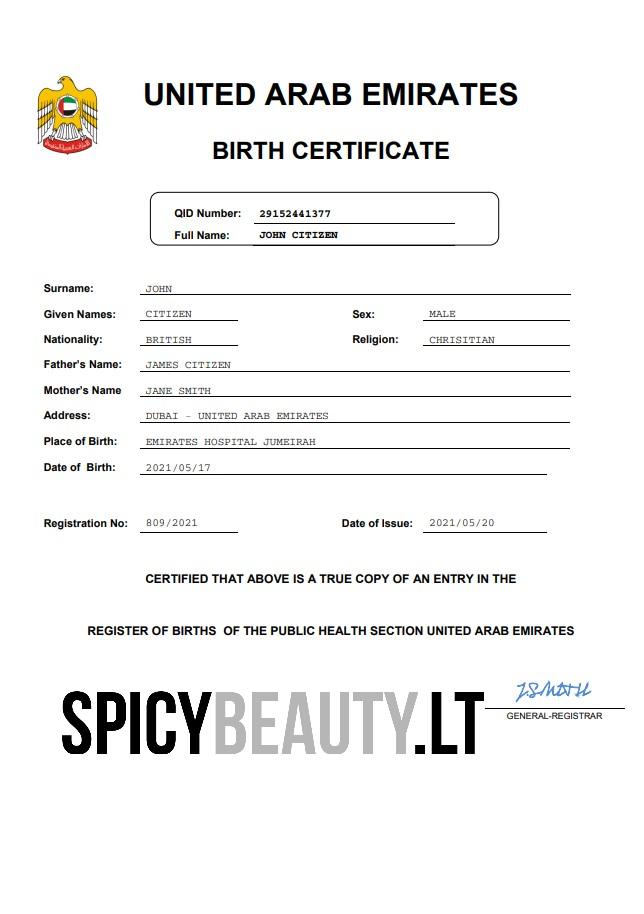 UNITED ARAB EMIRATES
BIRTH CERTIFICATE
QID Number: 29152441377
Full Name: JOHN CITIZEN
Surname: JOHN
Given Names: CITIZEN Sex: MALE
Nationality: BRITISH Religion: CHRISITIAN
Father's Name: JAMES CITIZEN
Mother's Name JANE SMITH
Address: DUBAI - UNITED ARAB EMIRATES
Place of Birth: EMIRATES HOSPITAL JUMEIRAH
Date of Birth: 2021/05/17
Registration No: 809/2021 Date of Issue: 2021/05/20
CERTIFIED THAT ABOVE IS A TRUE COPY OF AN ENTRY IN THE
REGISTER OF BIRTHS OF THE PUBLIC HEALTH SECTION UNITED ARAB EMIRATES
J.SMITH
GENERAL-REGISTRAR
SPICYBEAUTY.LT